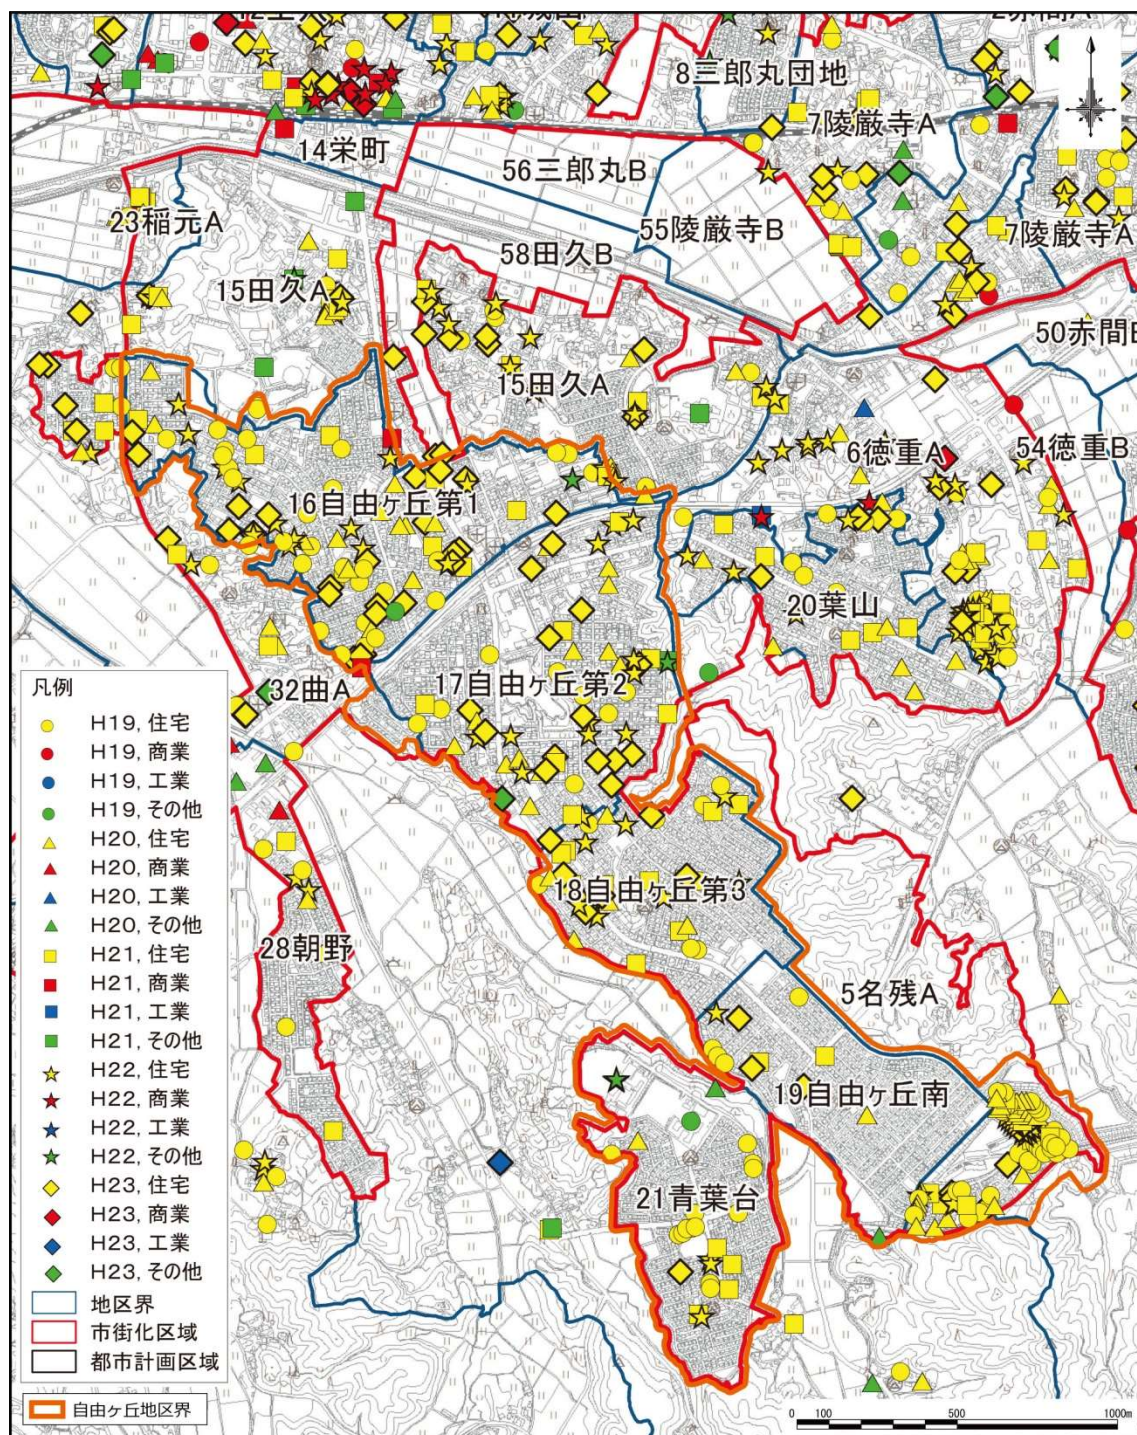 8三郎丸団地
7陵厳寺A
14栄町
56三郎丸B
23稲元A
55陵厳寺B
7陵厳寺A
58田久B
15田久A
50赤間B
15田久A
6徳重A
54徳重B
16自由ヶ丘第1
20葉山
32曲A
17自由ヶ丘第2
18自由ヶ丘第3
28朝野
5名残A
19自由ヶ丘南
21青葉台
凡例
H19, 住宅
H19, 商業
H19, 工業
H19, その他
H20, 住宅
H20, 商業
H20, 工業
H20, その他
H21, 住宅
H21, 商業
H21, 工業
H21, その他
H22, 住宅
H22, 商業
H22, 工業
H22, その他
H23, 住宅
H23, 商業
H23, 工業
H23, その他
地区界
市街化区域
都市計画区域
自由ヶ丘地区界
0 100 500 1000m